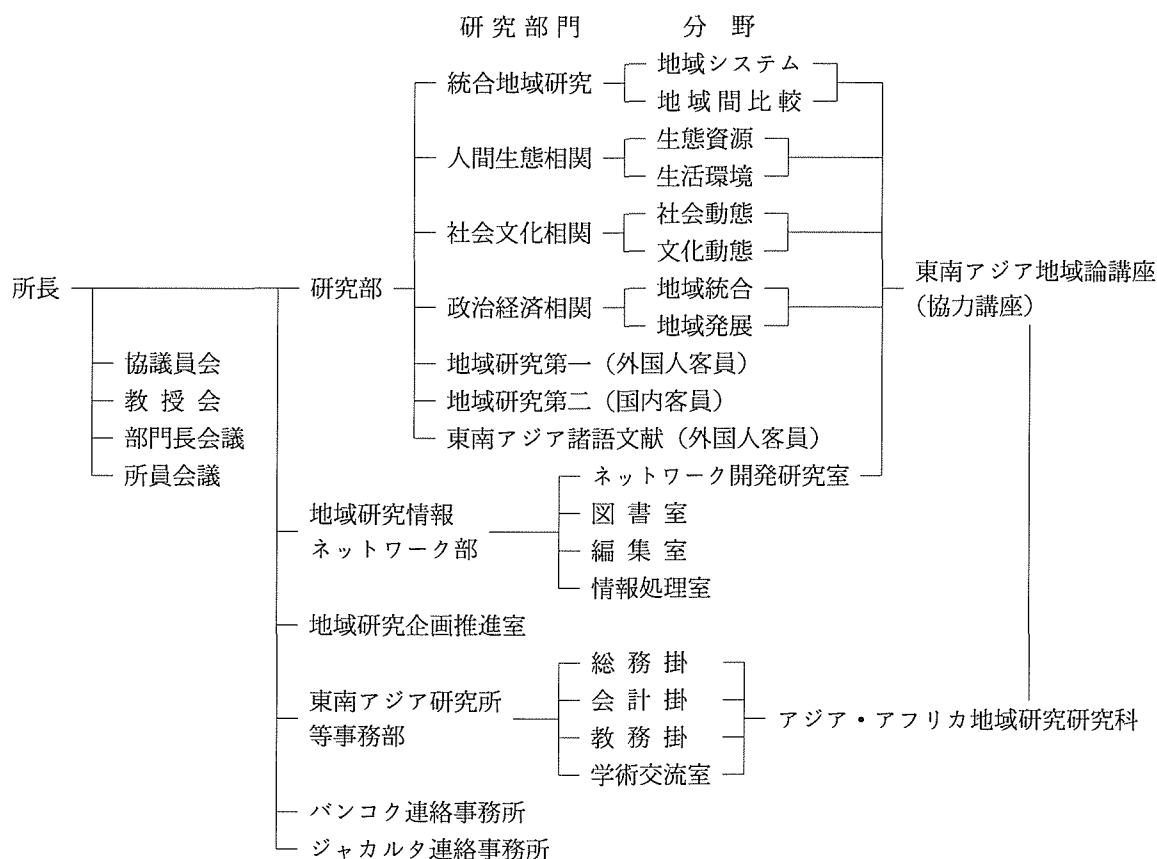 研究部門 分野
地域システム
統合地域研究
地域間比較
生態資源
人間生態相関
生活環境
社会動態
社会文化相関
文化動態
所長 研究部 東南アジア地域論講座
(協力講座)
地域統合
政治経済相関
地域発展
協議員会 地域研究第一(外国人客員)
教授会 地域研究第二(国内客員)
部門長会議 東南アジア諸語文献(外国人客員)
所員会議 ネットワーク開発研究室
地域研究情報 図書室
ネットワーク部 編集室
情報処理室
地域研究企画推進室
総務掛
東南アジア研究所 会計掛
等事務部 教務掛
アジア・アフリカ地域研究研究科
学術交流室
バンコク連絡事務所
ジャカルタ連絡事務所